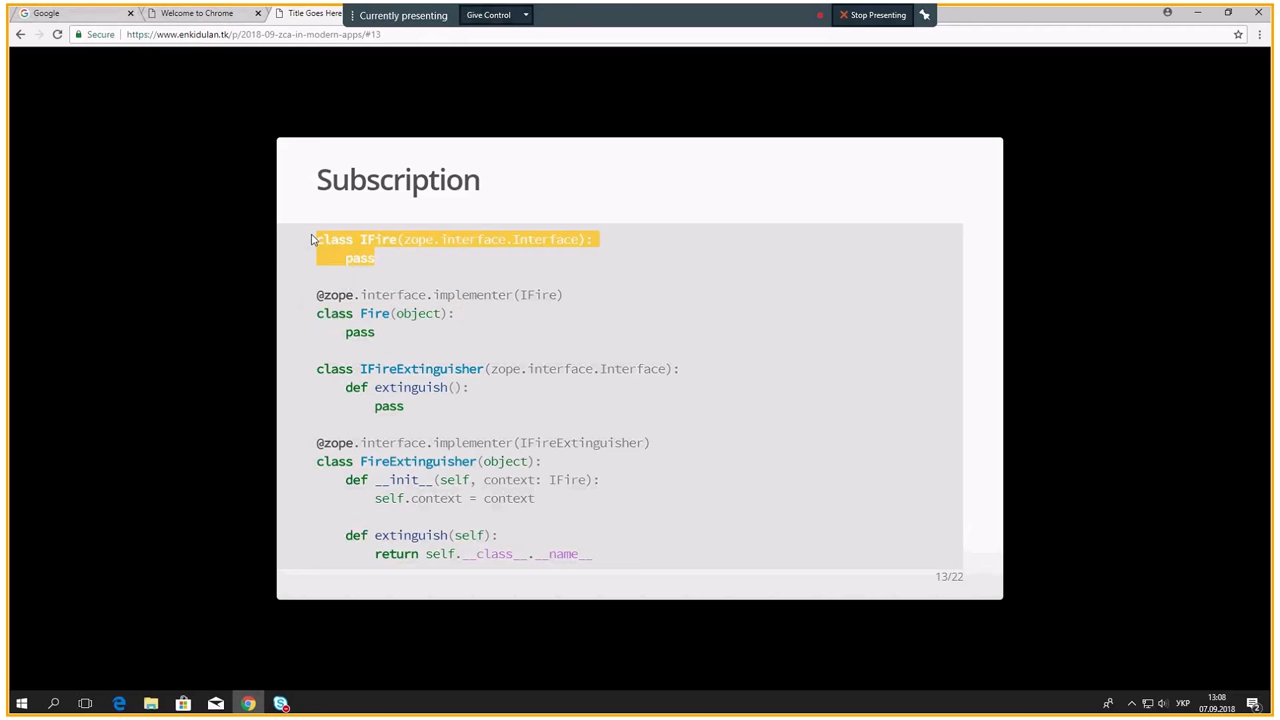 Google
Welcome to Chrome
Title Goes Here
Currently presenting
Give Control
Stop Presenting
Secure
https://www.enkidulan.tk/p/2018-09-zca-in-modern-apps/#13
Subscription
class IFire(zope.interface.Interface):
    pass
@zope.interface.implementer(IFire)
class Fire(object):
    pass
class IFireExtinguisher(zope.interface.Interface):
    def extinguish():
        pass
@zope.interface.implementer(IFireExtinguisher)
class FireExtinguisher(object):
    def __init__(self, context: IFire):
        self.context = context
    def extinguish(self):
        return self.__class__.__name__
13/22
УКР
13:08
07.09.2018
2